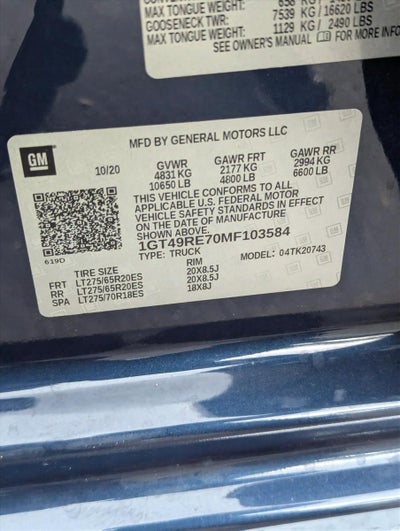 MAX TONGUE WEIGHT:
GOOSENECK TWR: 7539 KG/ 16620 LBS
MAX TONGUE WEIGHT: 1129 KG/ 2490 LBS
SEE OWNER'S MANUAL FOR MORE INFO
GM
MFD BY GENERAL MOTORS LLC
10/20
GVWR GAWR FRT GAWR RR
4831 KG 2177 KG 2994 KG
10650 LB 4800 LB 6600 LB
THIS VEHICLE CONFORMS TO ALL
APPLICABLE U.S. FEDERAL MOTOR
VEHICLE SAFETY STANDARDS IN EFFECT
ON THE DATE OF MANUFACTURE
SHOWN ABOVE.
1GT49RE70MF103584
TYPE: TRUCK MODEL: 04TK20743
619D
TIRE SIZE RIM
FRT LT275/65R20ES 20X8.5J
RR LT275/65R20ES 20X8.5J
SPA LT275/70R18ES 18X8J